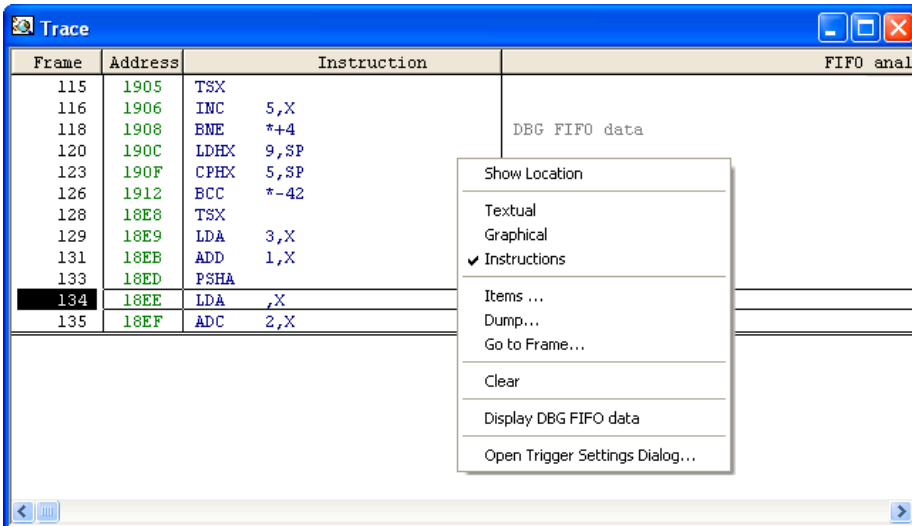 Trace
Frame Address Instruction FIFO anal
115 1905 TSX
116 1906 INC 5,X
118 1908 BNE *+4 DBG FIFO data
120 190C LDHX 9,SP
123 190F CPHX 5,SP
Show Location
126 1912 BCC *-42
128 18E8 TSX
Textual
129 18E9 LDA 3,X
Graphical
131 18EB ADD 1,X
Instructions
133 18ED PSHA
134 18EE LDA ,X
Items ...
135 18EF ADC 2,X
Dump...
Go to Frame...
Clear
Display DBG FIFO data
Open Trigger Settings Dialog...